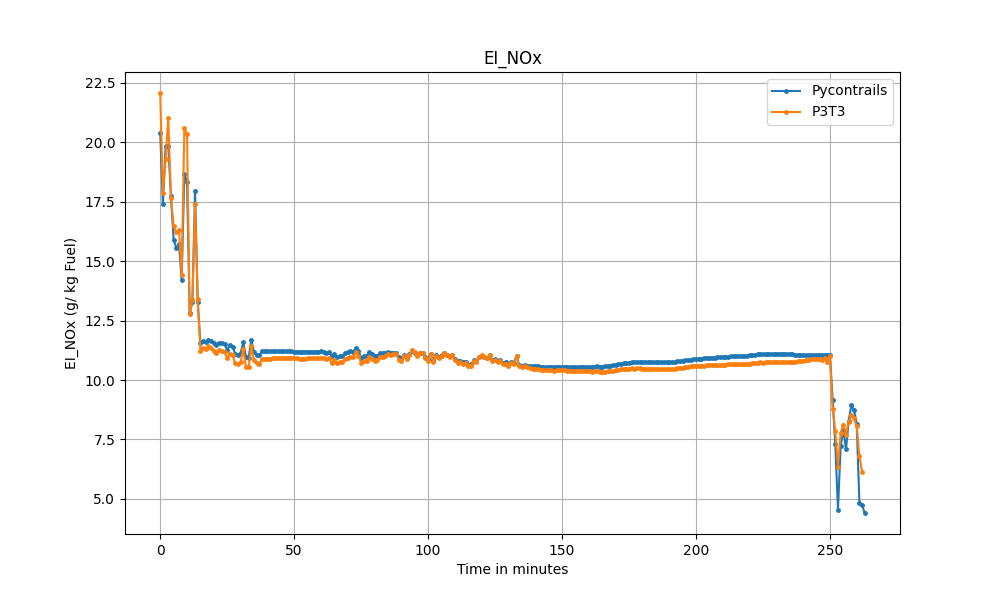 EI_NOx
Pycontrails
P3T3
EI_NOx (g/ kg Fuel)
22.5
20.0
17.5
15.0
12.5
10.0
7.5
5.0
0 50 100 150 200 250
Time in minutes